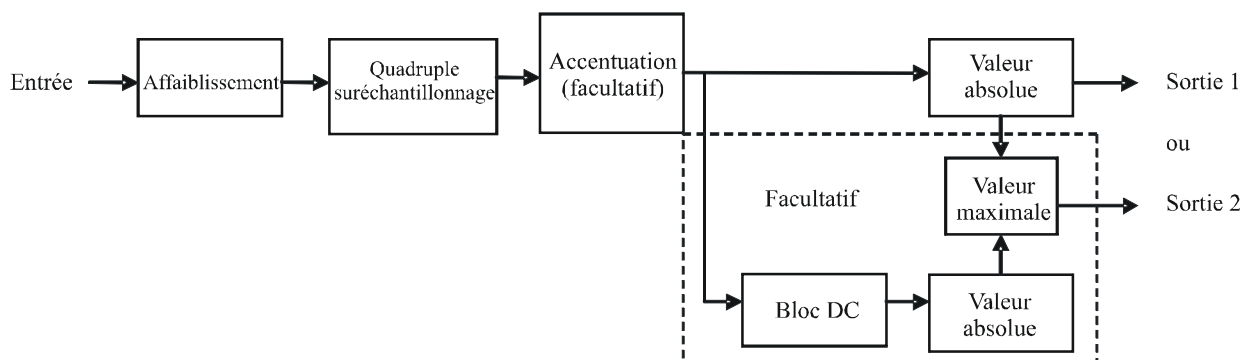 Entrée
Affaiblissement
Quadruple
suréchantillonnage
Accentuation
(facultatif)
Valeur
absolue
Sortie 1
ou
Facultatif
Valeur
maximale
Sortie 2
Bloc DC
Valeur
absolue